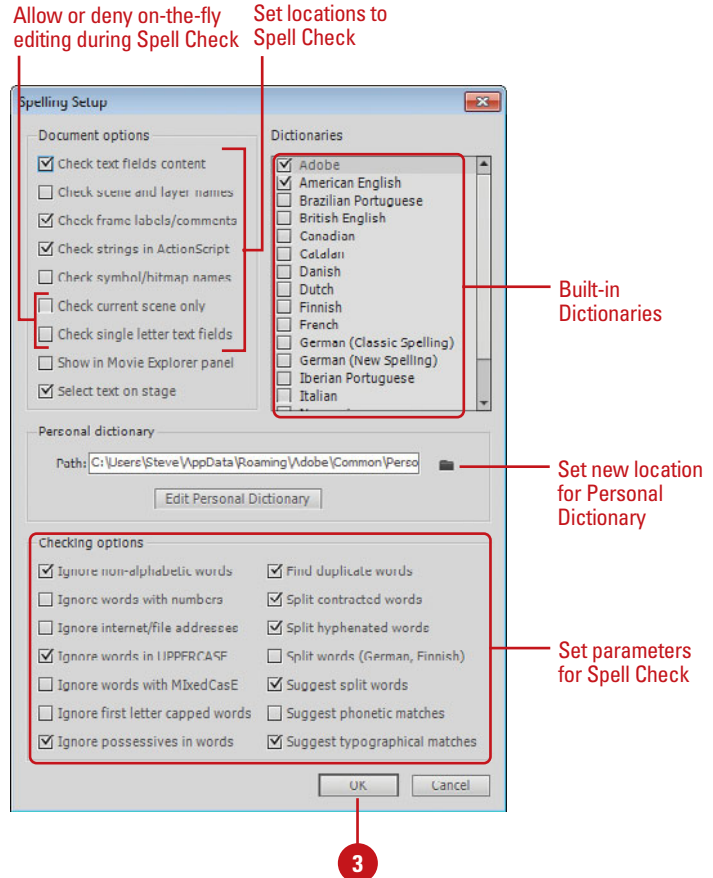 Allow or deny on-the-fly
editing during Spell Check
Set locations to
Spell Check
Spelling Setup
Document options
Check text fields content
Check scene and layer names
Check frame labels/comments
Check strings in ActionScript
Check symbol/bitmap names
Check current scene only
Check single letter text fields
Show in Movie Explorer panel
Select text on stage
Dictionaries
Adobe
American English
Brazilian Portuguese
British English
Canadian
Catalan
Danish
Dutch
Finnish
French
German (Classic Spelling)
German (New Spelling)
Iberian Portuguese
Italian
Built-in
Dictionaries
Personal dictionary
Path: C:\Users\Steve\AppData\Roaming\Adobe\Common\Perso
Edit Personal Dictionary
Set new location
for Personal
Dictionary
Checking options
Ignore non-alphabetic words
Ignore words with numbers
Ignore internet/file addresses
Ignore words in UPPERCASE
Ignore words with MIxedCasE
Ignore first letter capped words
Ignore possessives in words
Find duplicate words
Split contracted words
Split hyphenated words
Split words (German, Finnish)
Suggest split words
Suggest phonetic matches
Suggest typographical matches
Set parameters
for Spell Check
OK
Cancel
3